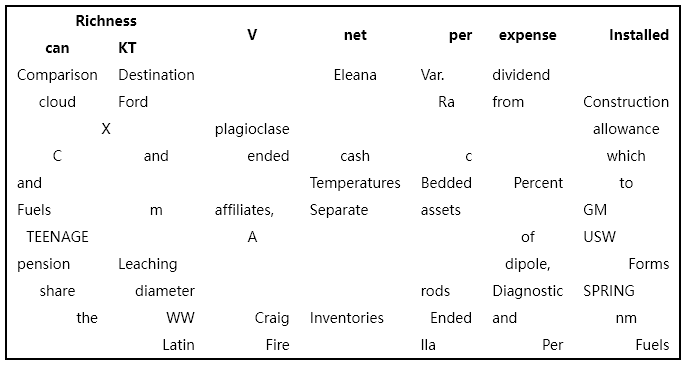 Richness
V net per expense Installed
can KT
Comparison Destination Eleana Var. dividend
cloud Ford Ra from Construction
X plagioclase allowance
C and ended cash c which
and Temperatures Bedded Percent to
Fuels m affiliates, Separate assets GM
TEENAGE A of USW
pension Leaching dipole, Forms
share diameter rods Diagnostic SPRING
the WW Craig Inventories Ended and nm
Latin Fire lla Per Fuels